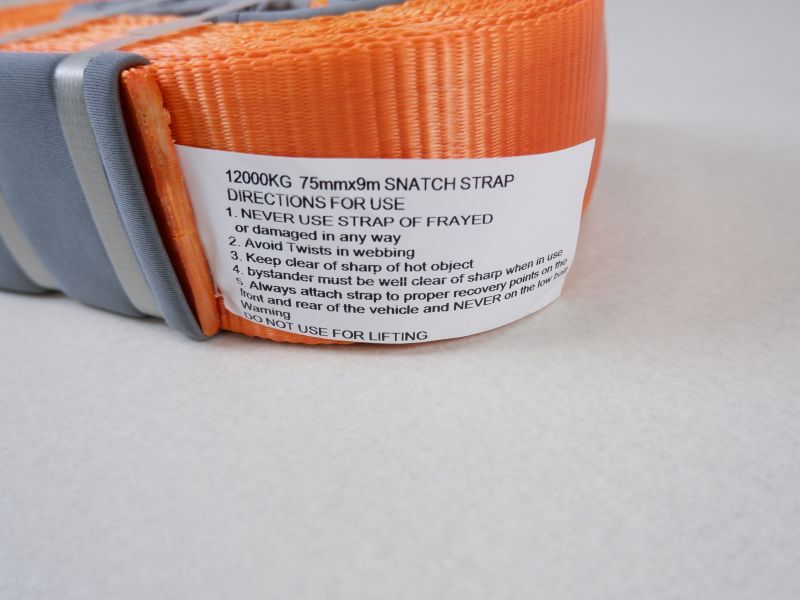 12000KG 75mmx9m SNATCH STRAP
DIRECTIONS FOR USE
1. NEVER USE STRAP OF FRAYED
or damaged in any way
2. Avoid Twists in webbing
3. Keep clear of sharp of hot object
4. bystander must be well clear of sharp when in use
5. Always attach strap to proper recovery points on the
front and rear of the vehicle and NEVER on the low ball
Warning
DO NOT USE FOR LIFTING